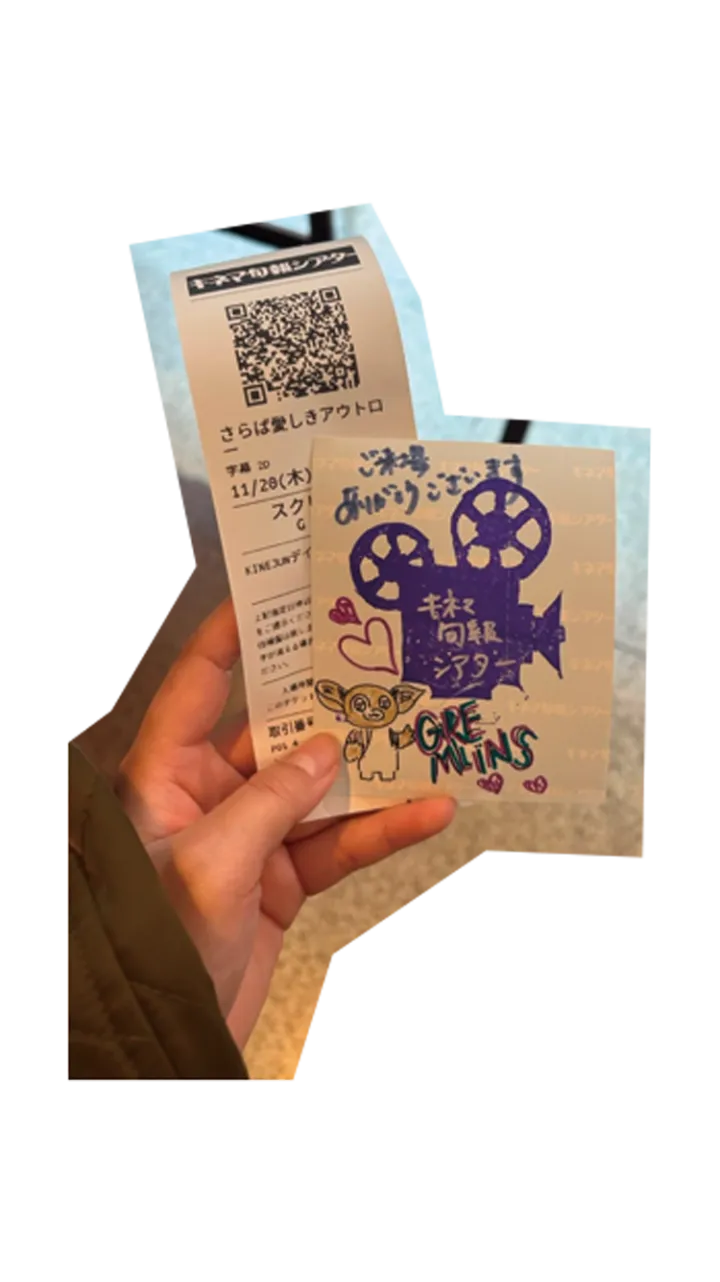 キネマ旬報シアター
さらば愛しきアウトロ
ー
字幕 2D
11/28(木)
スク
G
KINEJUNデイ
取引番
ご来場
ありがとうございます
キネマ
旬報
シアター
GRE
MLiNS